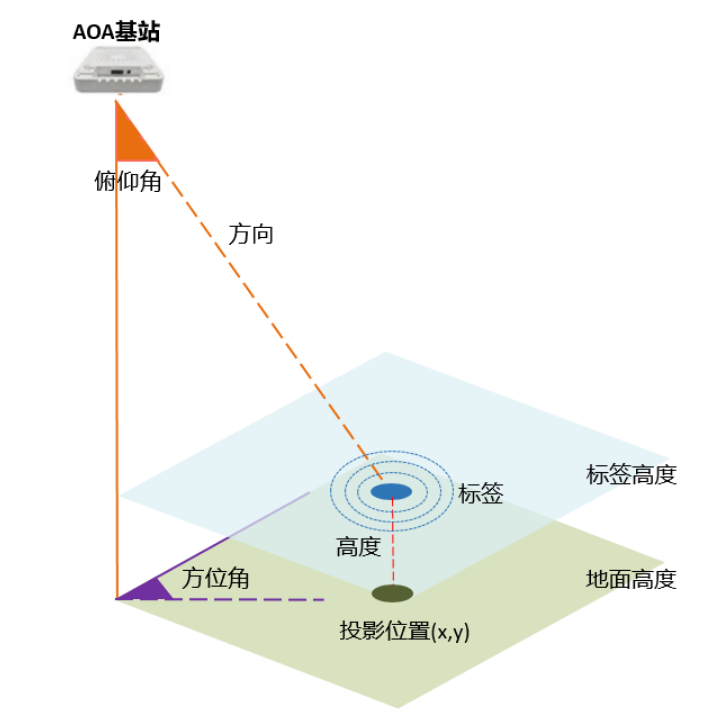 AOA基站
俯仰角
方向
标签高度
标签
高度
方位角
地面高度
投影位置(x,y)